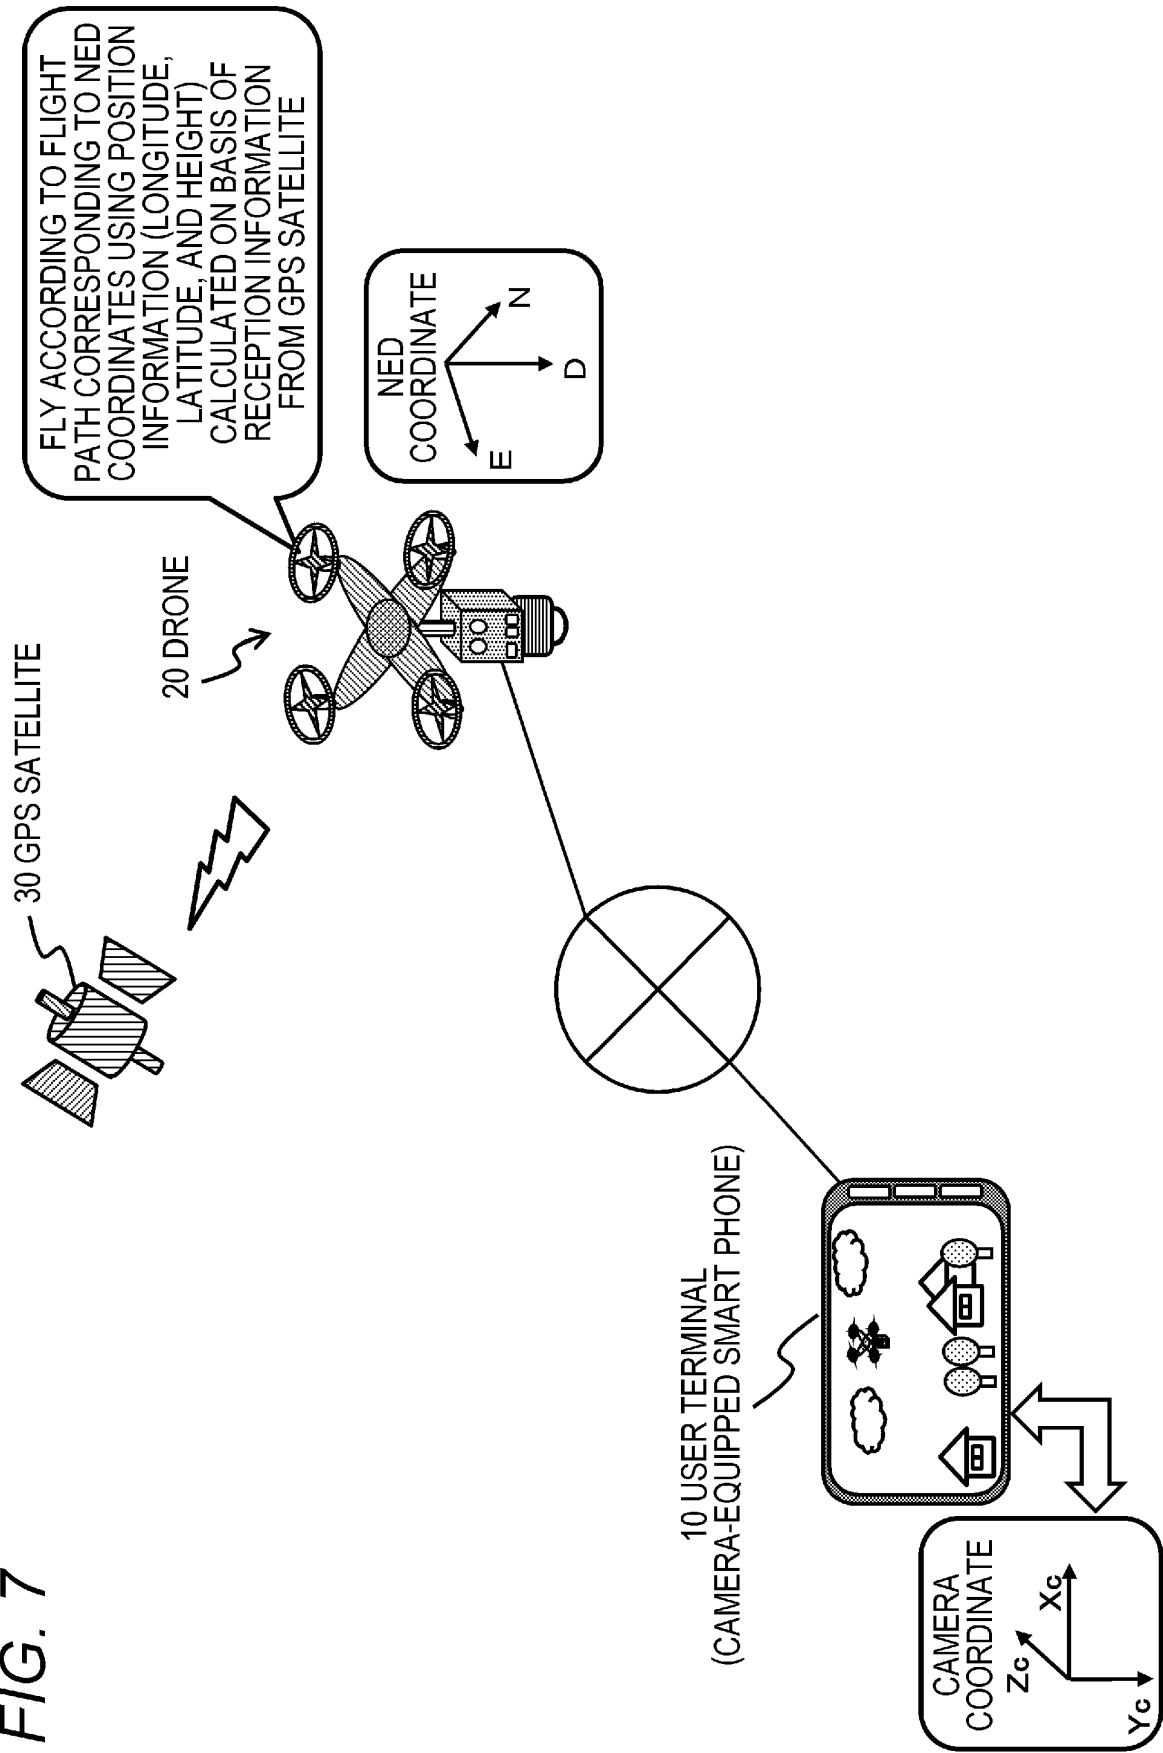 FIG. 7
30 GPS SATELLITE
20 DRONE
FLY ACCORDING TO FLIGHT
PATH CORRESPONDING TO NED
COORDINATES USING POSITION
INFORMATION (LONGITUDE,
LATITUDE, AND HEIGHT)
CALCULATED ON BASIS OF
RECEPTION INFORMATION
FROM GPS SATELLITE
NED
COORDINATE
E
N
D
10 USER TERMINAL
(CAMERA-EQUIPPED SMART PHONE)
CAMERA
COORDINATE
Zc
Xc
Yc